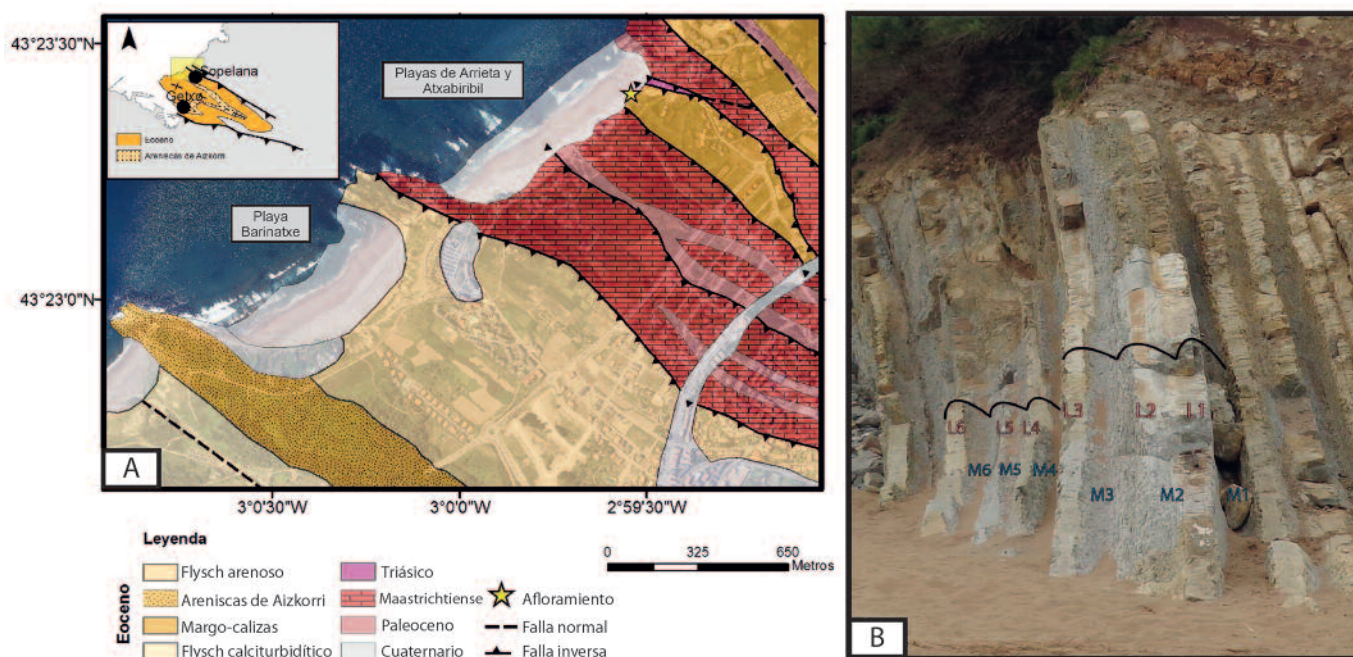 43°23'30"N
Sopelana
Getxo
Eoceno
Areniscas de Aizkorri
Playas de Arrieta y
Atxabiribil
Playa
Barinatxe
43°23'0"N
A
3°0'30"W
3°0'0"W
2°59'30"W
Leyenda
Eoceno
Flysch arenoso
Areniscas de Aizkorri
Margo-calizas
Flysch calciturbidítico
Triásico
Maastrichtiense
Paleoceno
Cuaternario
0 325 650
Metros
Afloramiento
Falla normal
Falla inversa
L6 L5 L4 L3 L2 L1
M6 M5 M4 M3 M2 M1
B